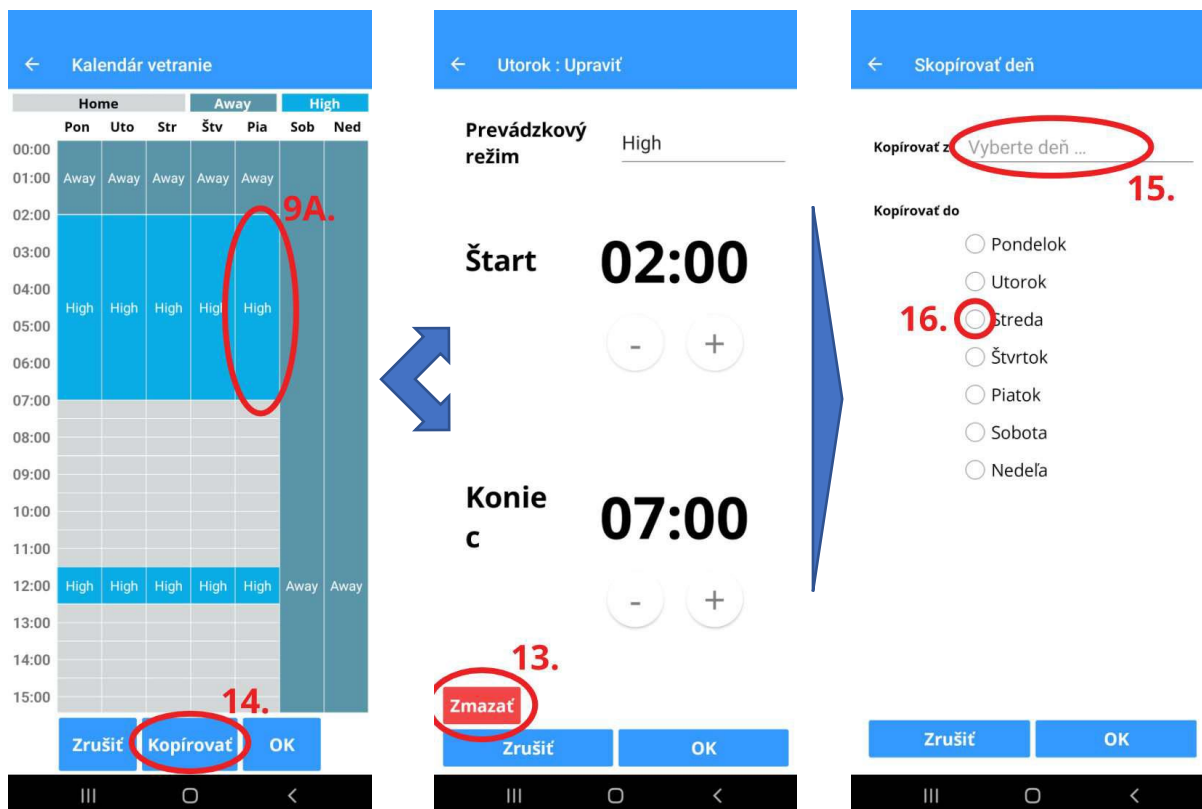 Kalendár vetranie
Home Away High
Pon Uto Str Štv Pia Sob Ned
00:00
01:00 Away Away Away Away Away
02:00 9A.
03:00
04:00
High High High High High
05:00
06:00
07:00
08:00
09:00
10:00
11:00
12:00 High High High High High Away Away
13:00
14:00
15:00
14.
Zrušiť Kopírovať OK
Utorok : Upraviť
Prevádzkový
režim
High
Štart 02:00
- +
Konie
c
07:00
- +
13.
Zmazať
Zrušiť OK
Skopírovať deň
Kopírovať z Vyberte deň ...
15.
Kopírovať do
Pondelok
Utorok
16. Streda
Štvrtok
Piatok
Sobota
Nedeľa
Zrušiť OK